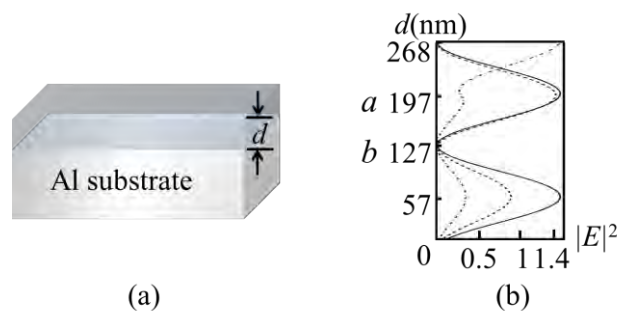 d
Al substrate
(a)
d(nm)
268
a 197
b 127
57
0
0.5 1 1.4
|E|²
(b)